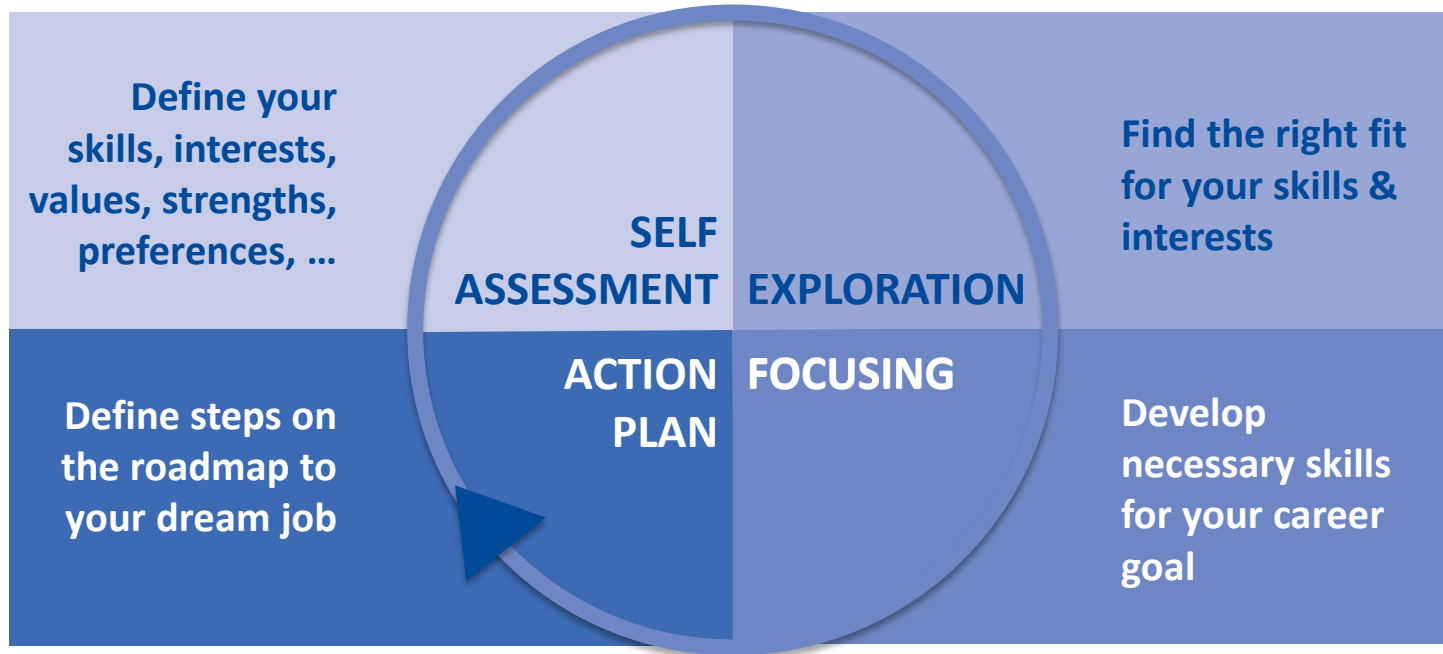 Define your
skills, interests,
values, strengths,
preferences, ...
SELF
ASSESSMENT
EXPLORATION
Find the right fit
for your skills &
interests
Define steps on
the roadmap to
your dream job
ACTION
PLAN
FOCUSING
Develop
necessary skills
for your career
goal